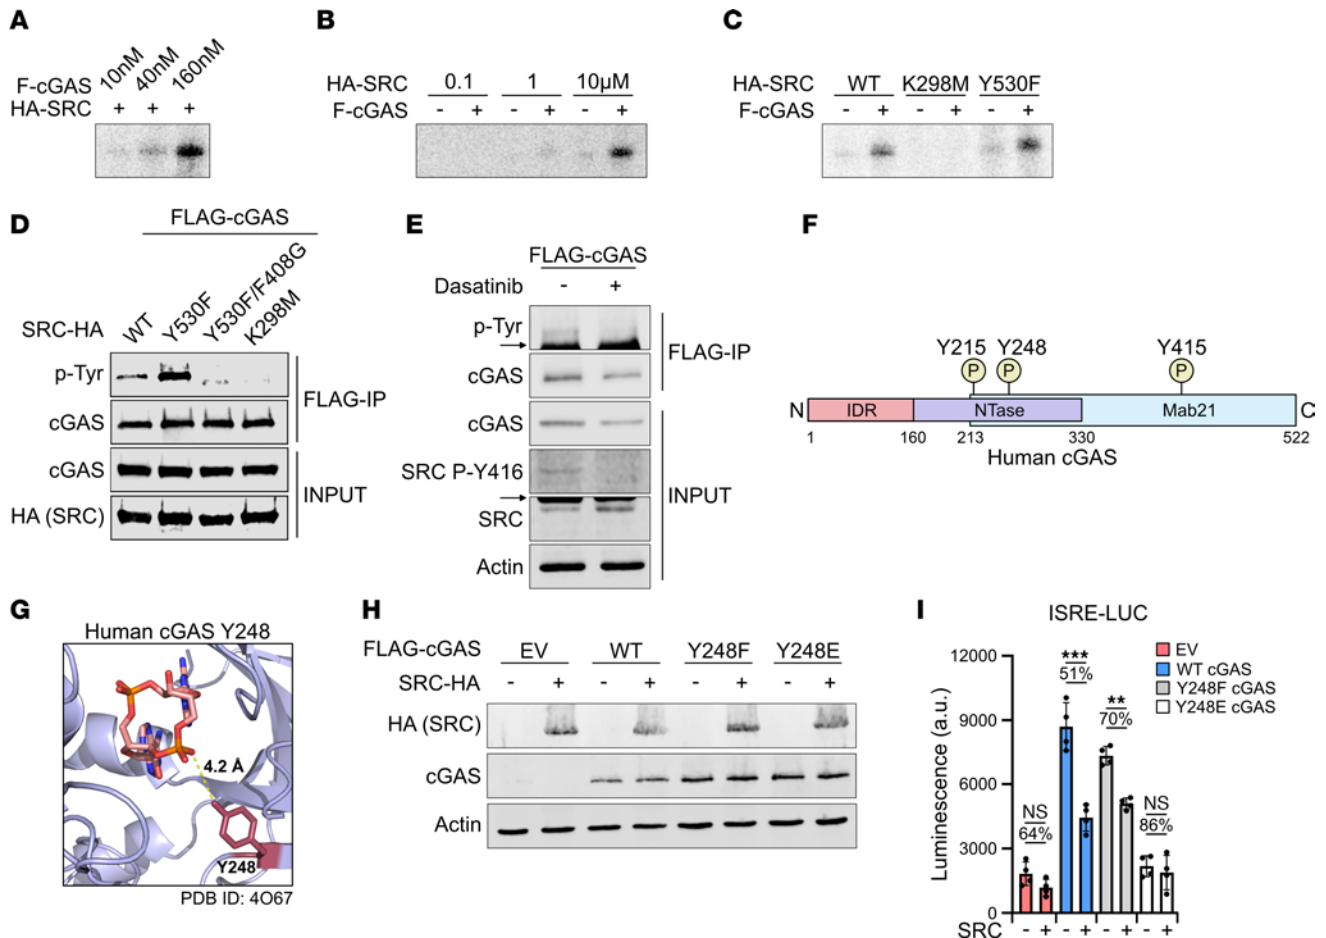 A
10nM 40nM 160nM
F-cGAS
HA-SRC + + +
B
HA-SRC 0.1 1 10µM
F-cGAS - + - + - +
C
HA-SRC WT K298M Y530F
F-cGAS - + - + - +
D
FLAG-cGAS
SRC-HA WT Y530F Y530F/F408G K298M
p-Tyr
cGAS
FLAG-IP
cGAS
HA (SRC)
INPUT
E
FLAG-cGAS
Dasatinib - +
p-Tyr
cGAS
FLAG-IP
cGAS
SRC P-Y416
SRC
Actin
INPUT
F
Y215 Y248 Y415
P P P
N IDR NTase Mab21 C
1 160 213 330 522
Human cGAS
G
Human cGAS Y248
4.2 Å
Y248
PDB ID: 4O67
H
FLAG-cGAS EV WT Y248F Y248E
SRC-HA - + - + - + - +
HA (SRC)
cGAS
Actin
I
ISRE-LUC
EV
WT cGAS
Y248F cGAS
Y248E cGAS
Luminescence (a.u.)
12000
9000
6000
3000
0
NS
64%
***
51%
**
70%
NS
86%
SRC - + - + - + - +